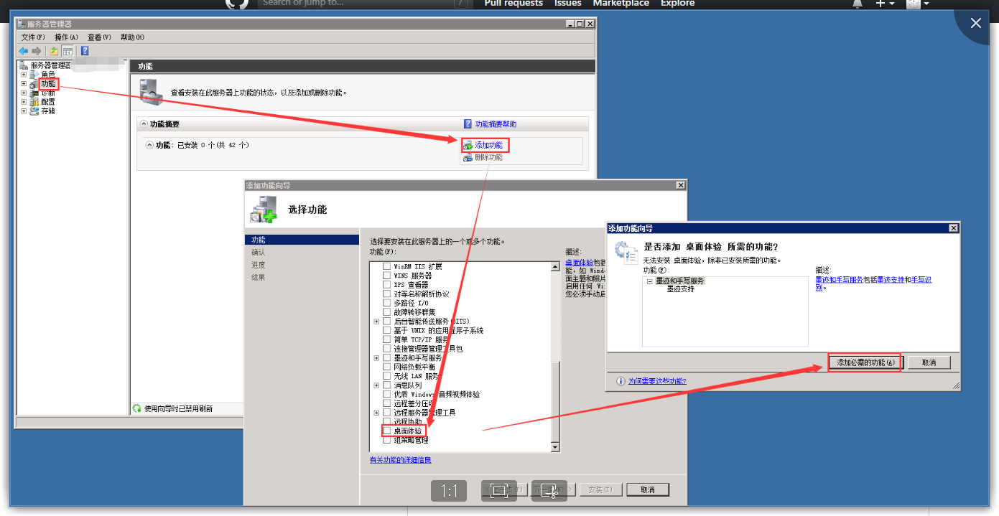 Search or jump to...
/
Pull requests
Issues
Marketplace
Explore
服务器管理器
文件(F)
操作(A)
查看(V)
帮助(H)
服务器管理器
角色
功能
诊断
配置
存储
功能
查看安装在此服务器上功能的状态，以及添加或删除功能。
功能摘要
功能摘要帮助
功能: 已安装 0 个(共 42 个)
添加功能
删除功能
使用向导时已禁用刷新
添加功能向导
选择功能
功能
确认
进度
结果
选择要安装在此服务器上的一个或多个功能。
功能(F):
WinRM IIS 扩展
WINS 服务器
XPS 查看器
对等名称解析协议
多路径 I/O
故障转移群集
后台智能传送服务(BITS)
基于 UNIX 的应用程序子系统
简单 TCP/IP 服务
连接管理器管理工具包
墨迹和手写服务
网络负载平衡
无线 LAN 服务
消息队列
优质 Windows 音频视频体验
远程差分压缩
远程服务器管理工具
远程协助
桌面体验
组策略管理
有关功能的详细信息
描述:
桌面体验包
能，如 Wind
面主题和照片
启用任何 Wi
您必须手动启
1:1
安装(I)
取消
添加功能向导
是否添加 桌面体验 所需的功能?
无法安装 桌面体验，除非已安装所需的功能。
功能(F):
墨迹和手写服务
墨迹支持
描述:
墨迹和手写服务包括墨迹支持和手写识
别。
添加必需的功能(A)
取消
为何需要这些功能?